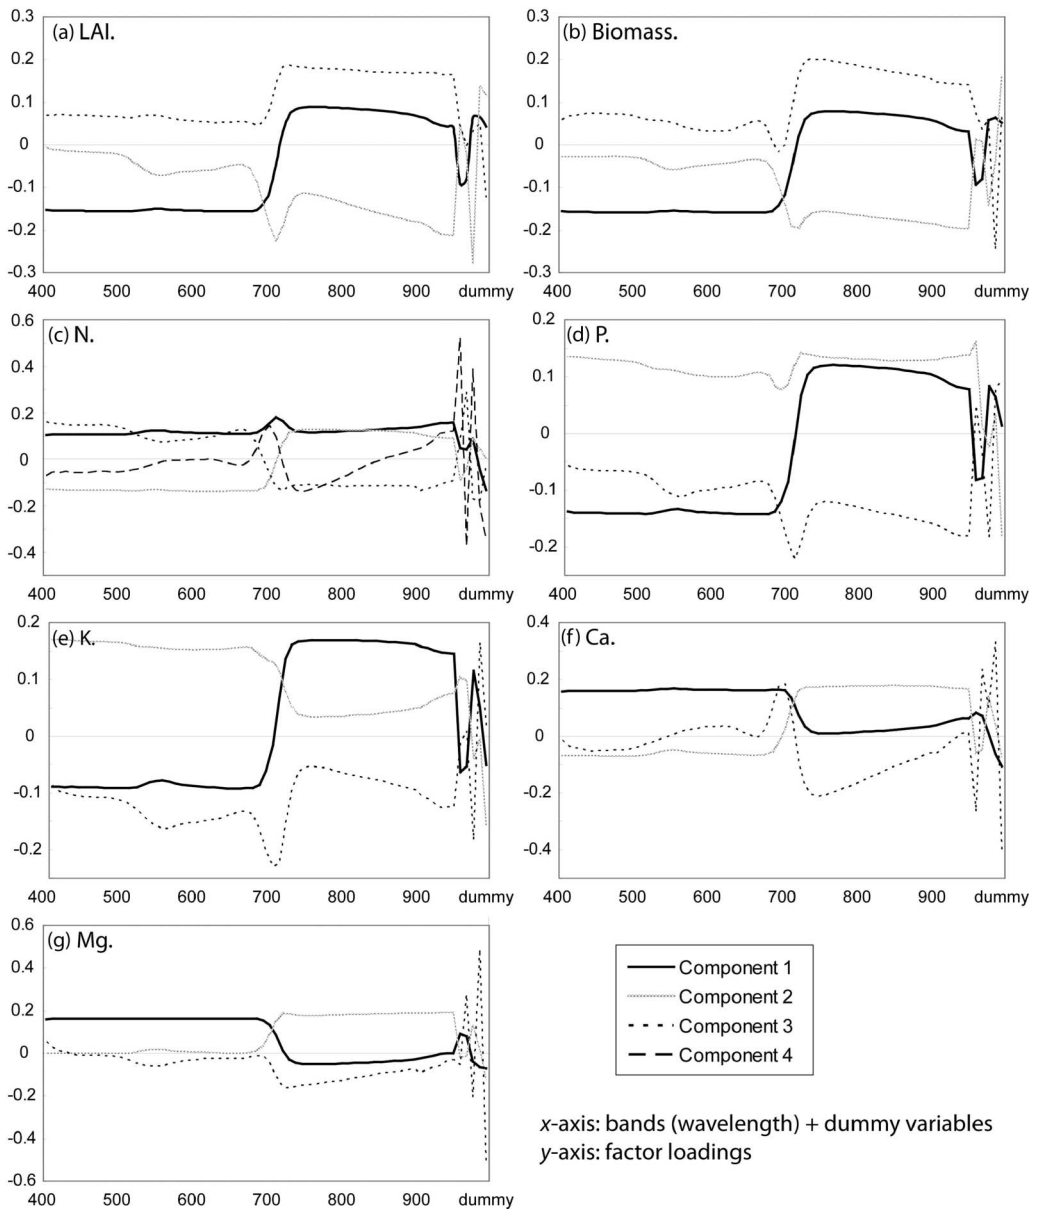 (a) LAI.
0.3
0.2
0.1
0
-0.1
-0.2
-0.3
400 500 600 700 800 900 dummy
(b) Biomass.
0.3
0.2
0.1
0
-0.1
-0.2
-0.3
400 500 600 700 800 900 dummy
(c) N.
0.6
0.4
0.2
0
-0.2
-0.4
400 500 600 700 800 900 dummy
(d) P.
0.2
0.1
0
-0.1
-0.2
400 500 600 700 800 900 dummy
(e) K.
0.2
0.1
0
-0.1
-0.2
400 500 600 700 800 900 dummy
(f) Ca.
0.4
0.2
0
-0.2
-0.4
400 500 600 700 800 900 dummy
(g) Mg.
0.6
0.4
0.2
0
-0.2
-0.4
-0.6
400 500 600 700 800 900 dummy
Component 1
Component 2
Component 3
Component 4
x-axis: bands (wavelength) + dummy variables
y-axis: factor loadings